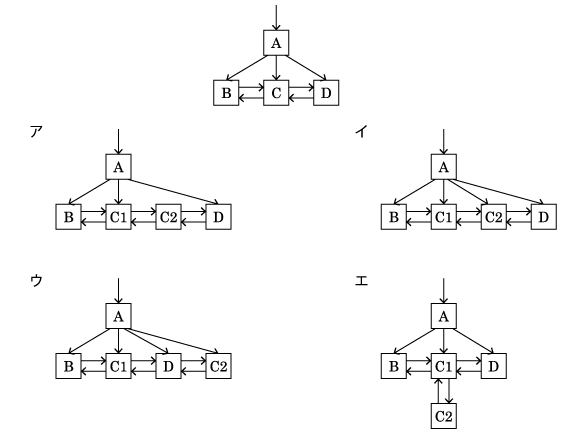 A
B C D
ア イ
A A
B C1 C2 D B C1 C2 D
ウ エ
A A
B C1 D C2 B C1 D
C2